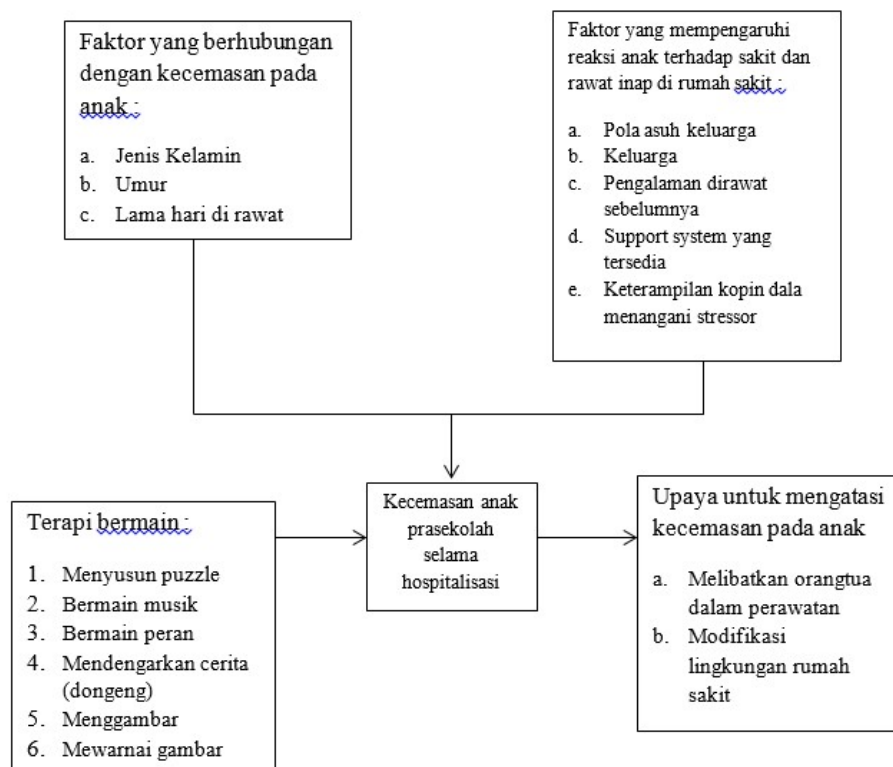 Faktor yang berhubungan
dengan kecemasan pada
anak :
a. Jenis Kelamin
b. Umur
c. Lama hari di rawat
Faktor yang mempengaruhi
reaksi anak terhadap sakit dan
rawat inap di rumah sakit :
a. Pola asuh keluarga
b. Keluarga
c. Pengalaman dirawat
sebelumnya
d. Support system yang
tersedia
e. Keterampilan kopin dala
menangani stressor
Terapi bermain :
1. Menyusun puzzle
2. Bermain musik
3. Bermain peran
4. Mendengarkan cerita
(dongeng)
5. Menggambar
6. Mewarnai gambar
Kecemasan anak
prasekolah
selama
hospitalisasi
Upaya untuk mengatasi
kecemasan pada anak
a. Melibatkan orangtua
dalam perawatan
b. Modifikasi
lingkungan rumah
sakit